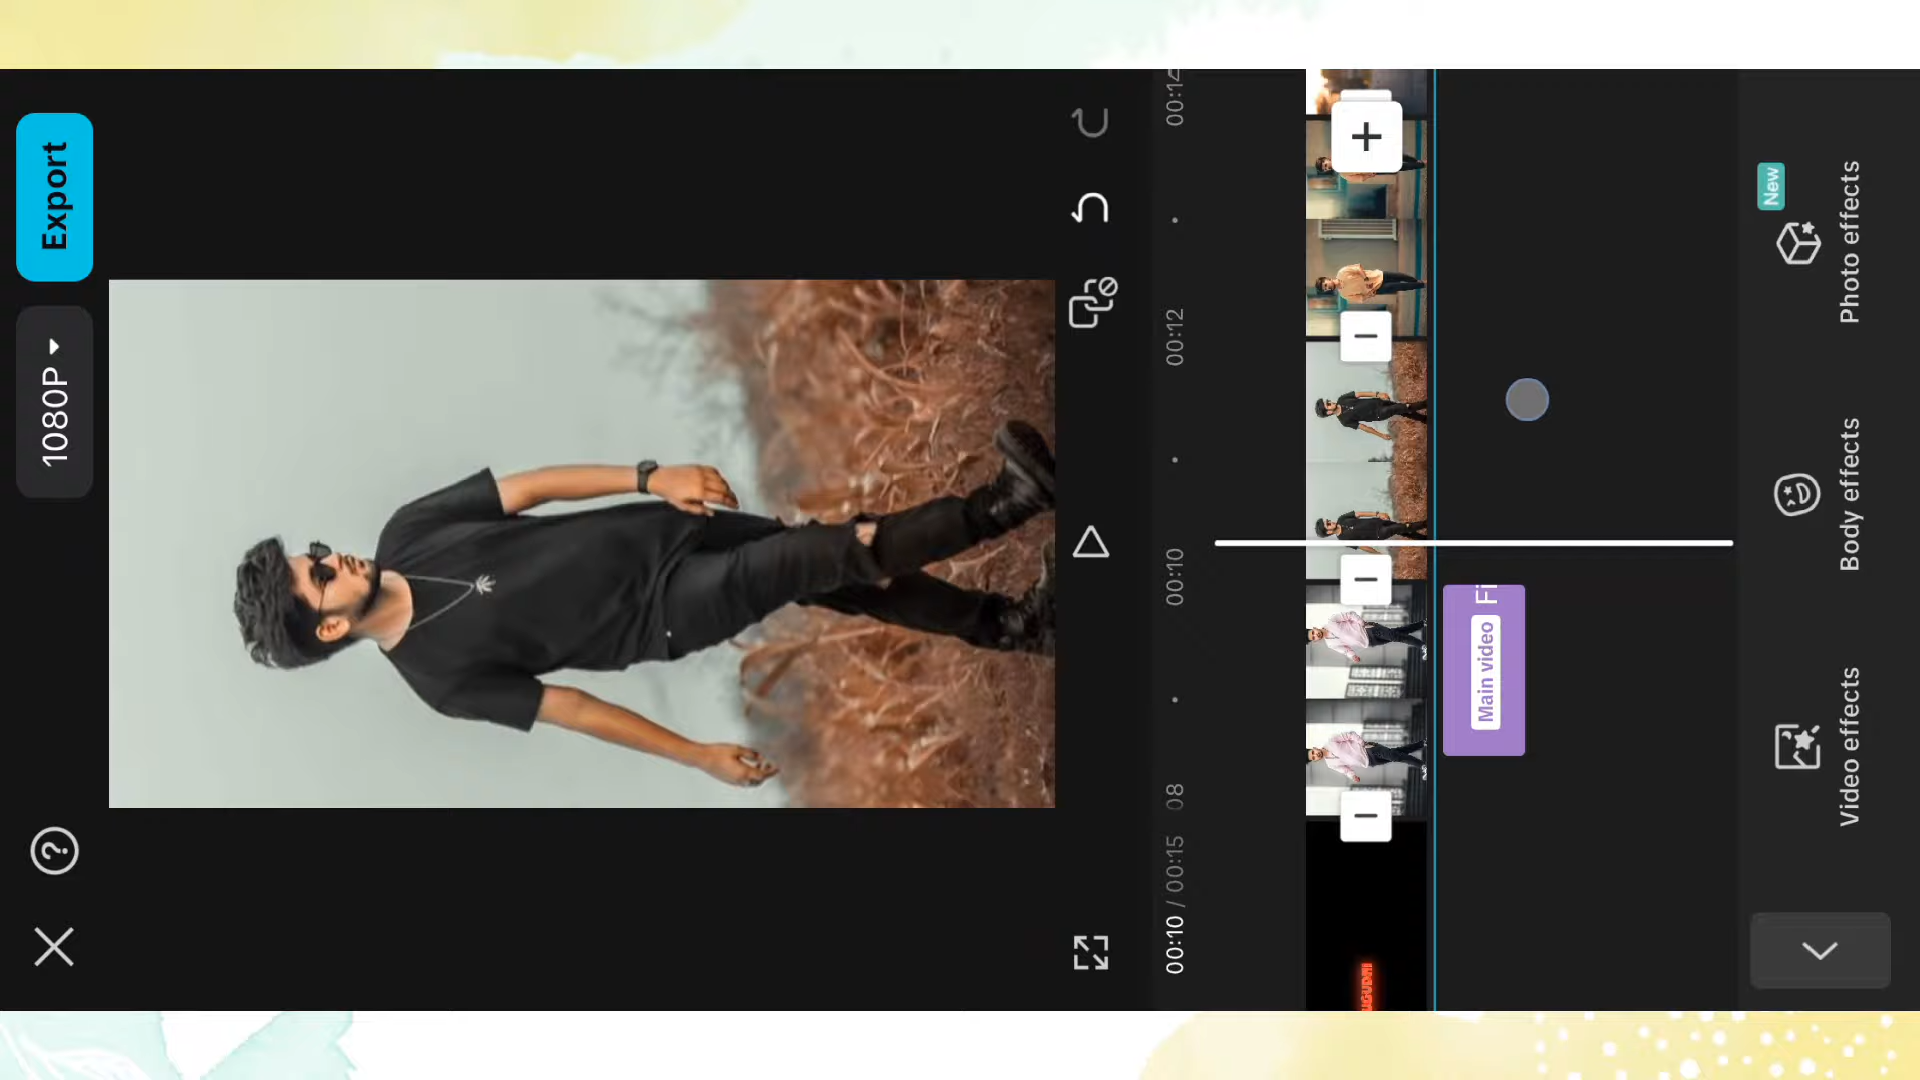 Export
1080P
00:10 / 00:15
08
00:10
00:12
Main video
Video effects
Body effects
Photo effects
New